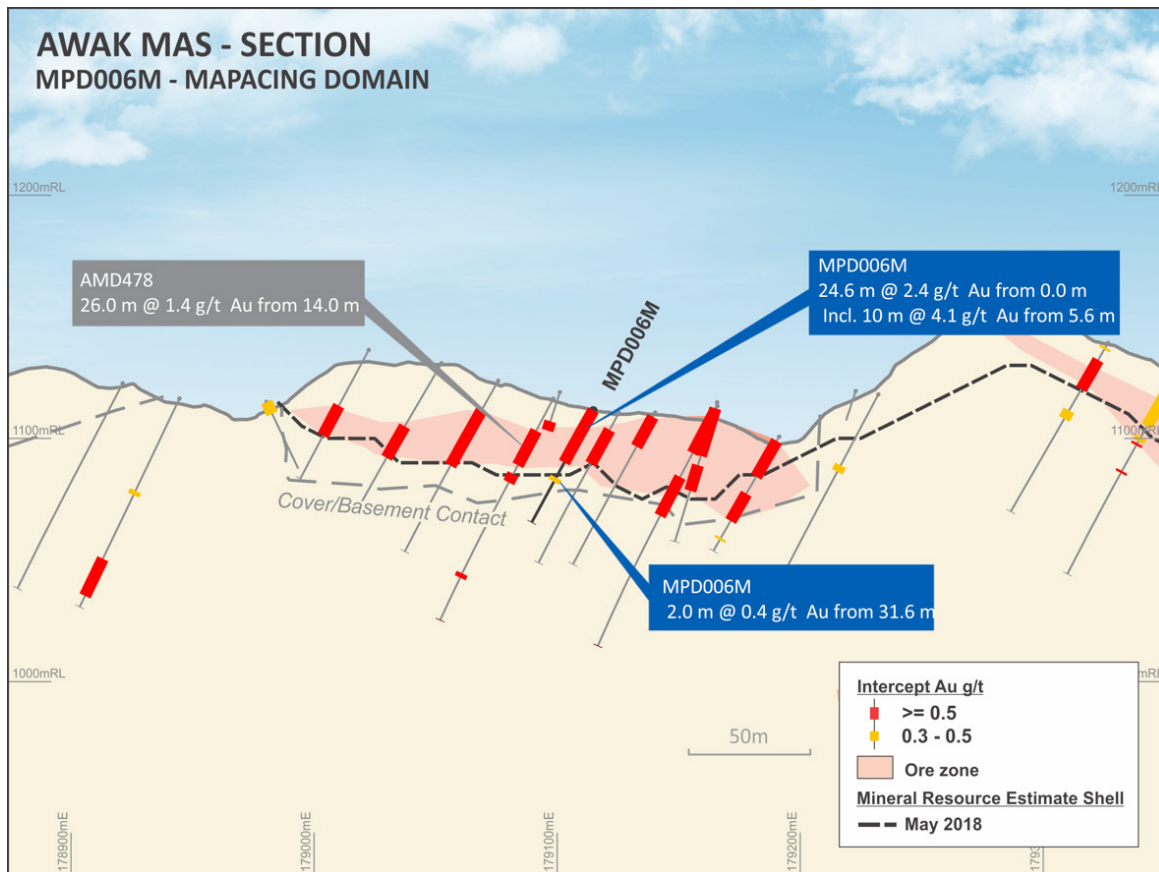 AWAK MAS - SECTION
MPD006M - MAPACING DOMAIN
1200mRL
1200mRL
AMD478
26.0 m @ 1.4 g/t Au from 14.0 m
MPD006M
24.6 m @ 2.4 g/t Au from 0.0 m
Incl. 10 m @ 4.1 g/t Au from 5.6 m
MPD006M
1100mRL
1100mRL
Cover/Basement Contact
MPD006M
2.0 m @ 0.4 g/t Au from 31.6 m
1000mRL
1000mRL
Intercept Au g/t
>= 0.5
0.3 - 0.5
Ore zone
Mineral Resource Estimate Shell
May 2018
50m
178900mE
179000mE
179100mE
179200mE